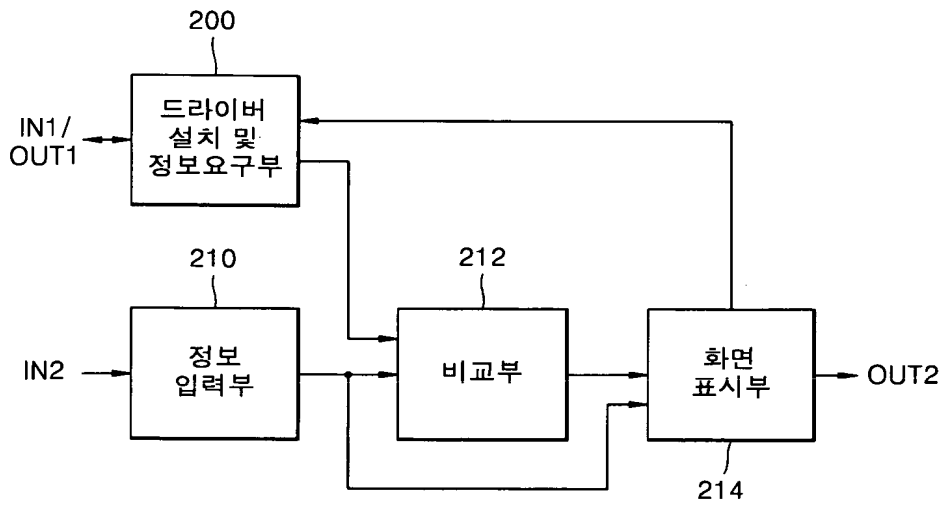 200
IN1/
OUT1
드라이버
설치 및
정보요구부
210
212
IN2
정보
입력부
비교부
화면
표시부
OUT2
214